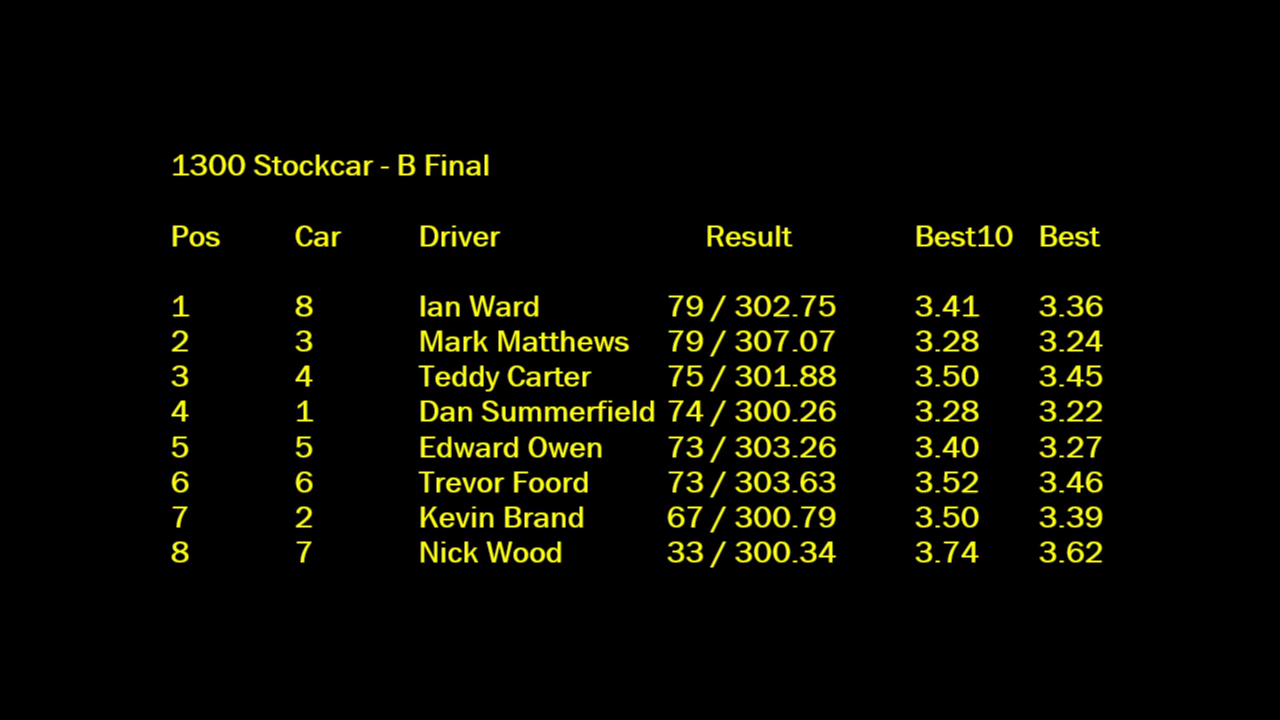 1300 Stockcar - B Final
Pos Car Driver Result Best10 Best
1 8 Ian Ward 79 / 302.75 3.41 3.36
2 3 Mark Matthews 79 / 307.07 3.28 3.24
3 4 Teddy Carter 75 / 301.88 3.50 3.45
4 1 Dan Summerfield 74 / 300.26 3.28 3.22
5 5 Edward Owen 73 / 303.26 3.40 3.27
6 6 Trevor Foord 73 / 303.63 3.52 3.46
7 2 Kevin Brand 67 / 300.79 3.50 3.39
8 7 Nick Wood 33 / 300.34 3.74 3.62